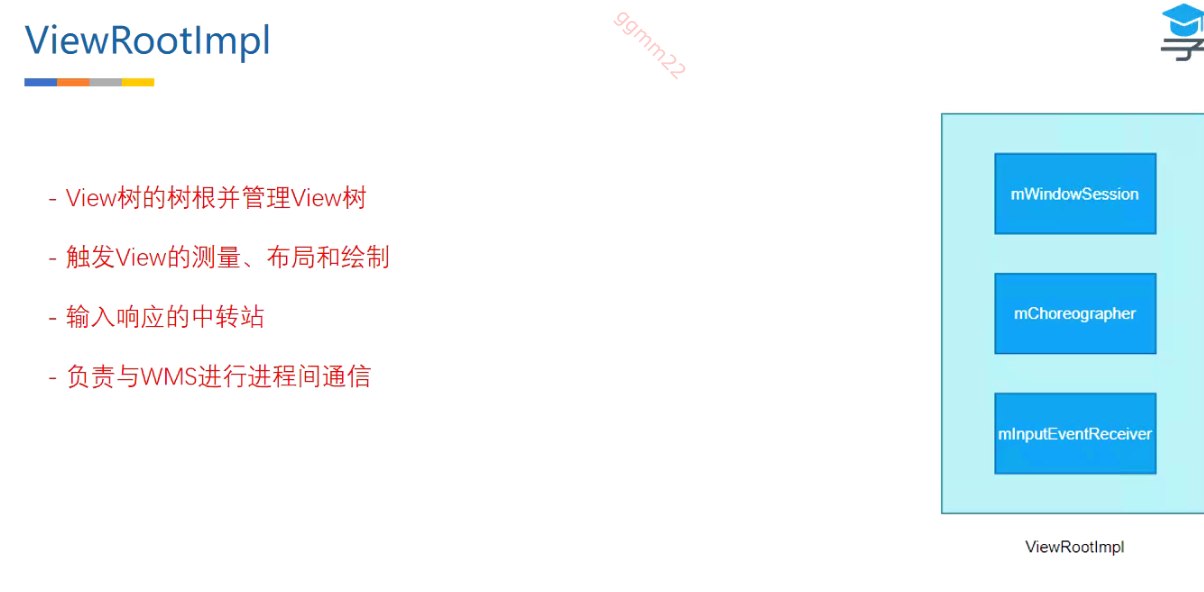 ViewRootImpl
ggmm22
- View树的树根并管理View树
- 触发View的测量、布局和绘制
- 输入响应的中转站
- 负责与WMS进行进程间通信
mWindowSession
mChoreographer
mInputEventReceiver
ViewRootImpl